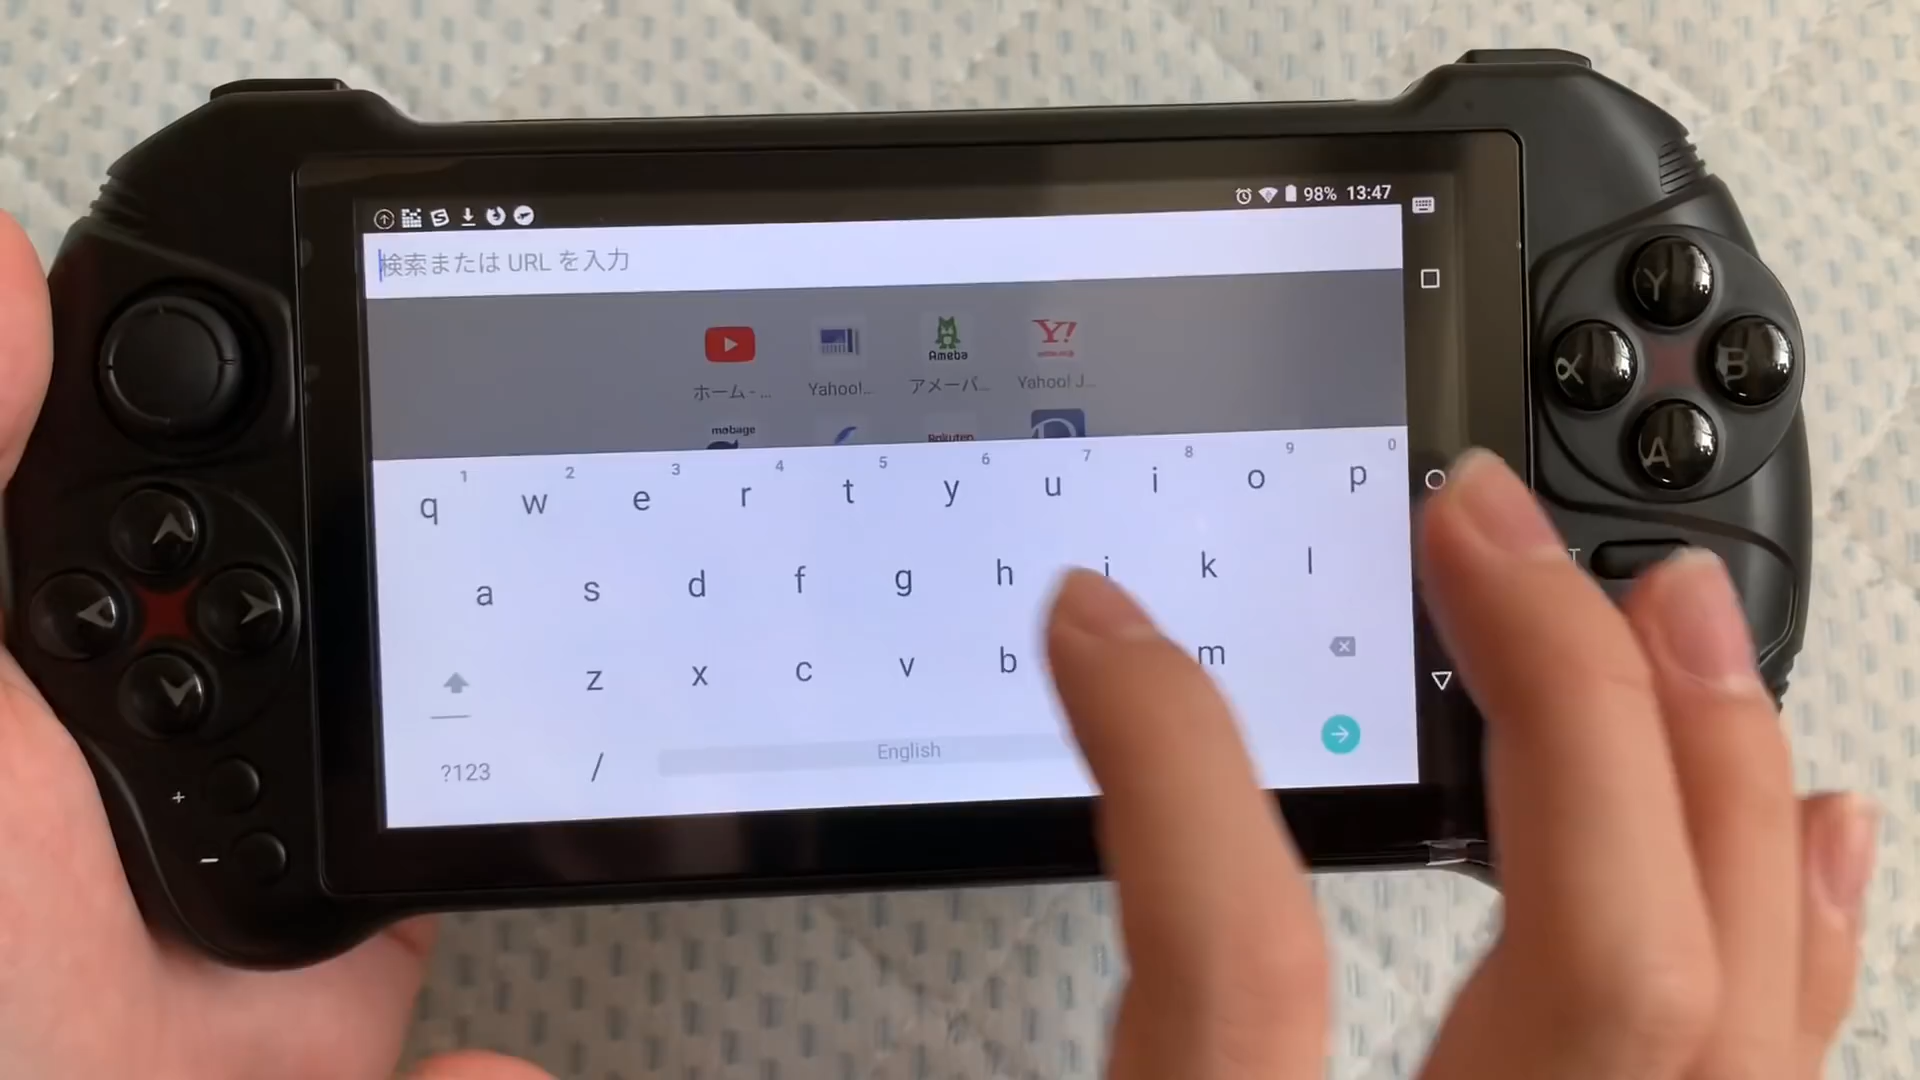 98% 13:47
検索または URL を入力
Ameba
Y!
ホーム - ...
Yahoo!...
アメーバ...
Yahoo! J...
mobage
Rakuten
1 2 3 4 5 6 7 8 9 0
q w e r t y u i o p
a s d f g h j k l
z x c v b m
?123 / English
Y
X B
A
+
-
T